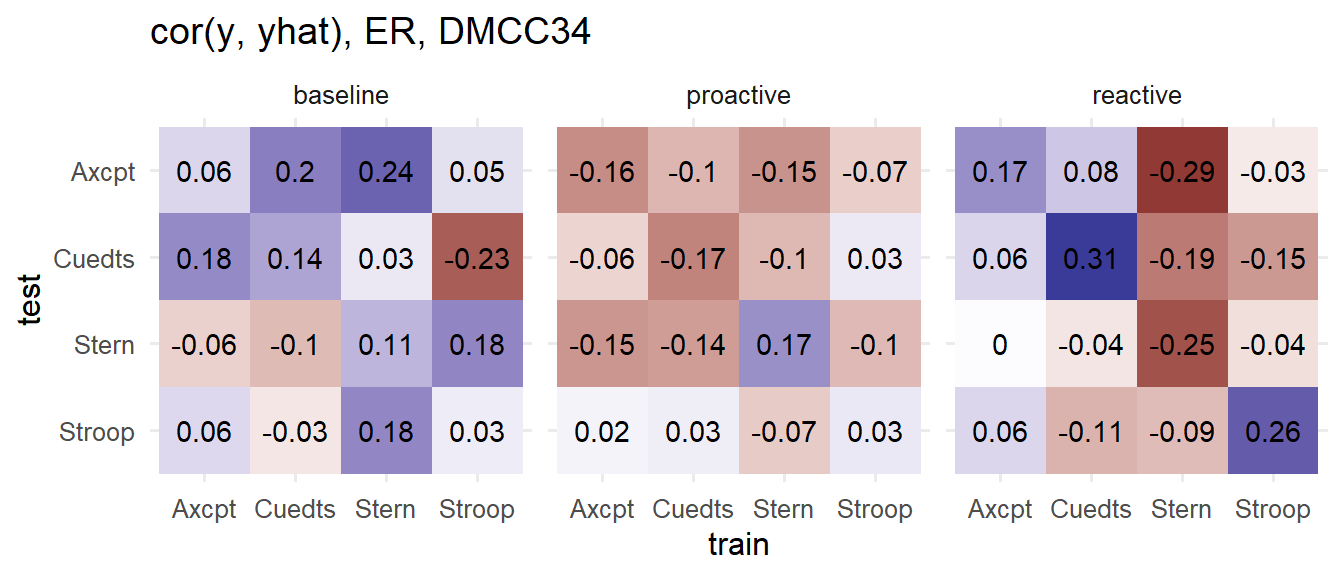 cor(y, yhat), ER, DMCC34
baseline proactive reactive
Axcpt 0.06 0.2 0.24 0.05 -0.16 -0.1 -0.15 -0.07 0.17 0.08 -0.29 -0.03
Cuedts 0.18 0.14 0.03 -0.23 -0.06 -0.17 -0.1 0.03 0.06 0.31 -0.19 -0.15
test
Stern -0.06 -0.1 0.11 0.18 -0.15 -0.14 0.17 -0.1 0 -0.04 -0.25 -0.04
Stroop 0.06 -0.03 0.18 0.03 0.02 0.03 -0.07 0.03 0.06 -0.11 -0.09 0.26
Axcpt Cuedts Stern Stroop Axcpt Cuedts Stern Stroop Axcpt Cuedts Stern Stroop
train